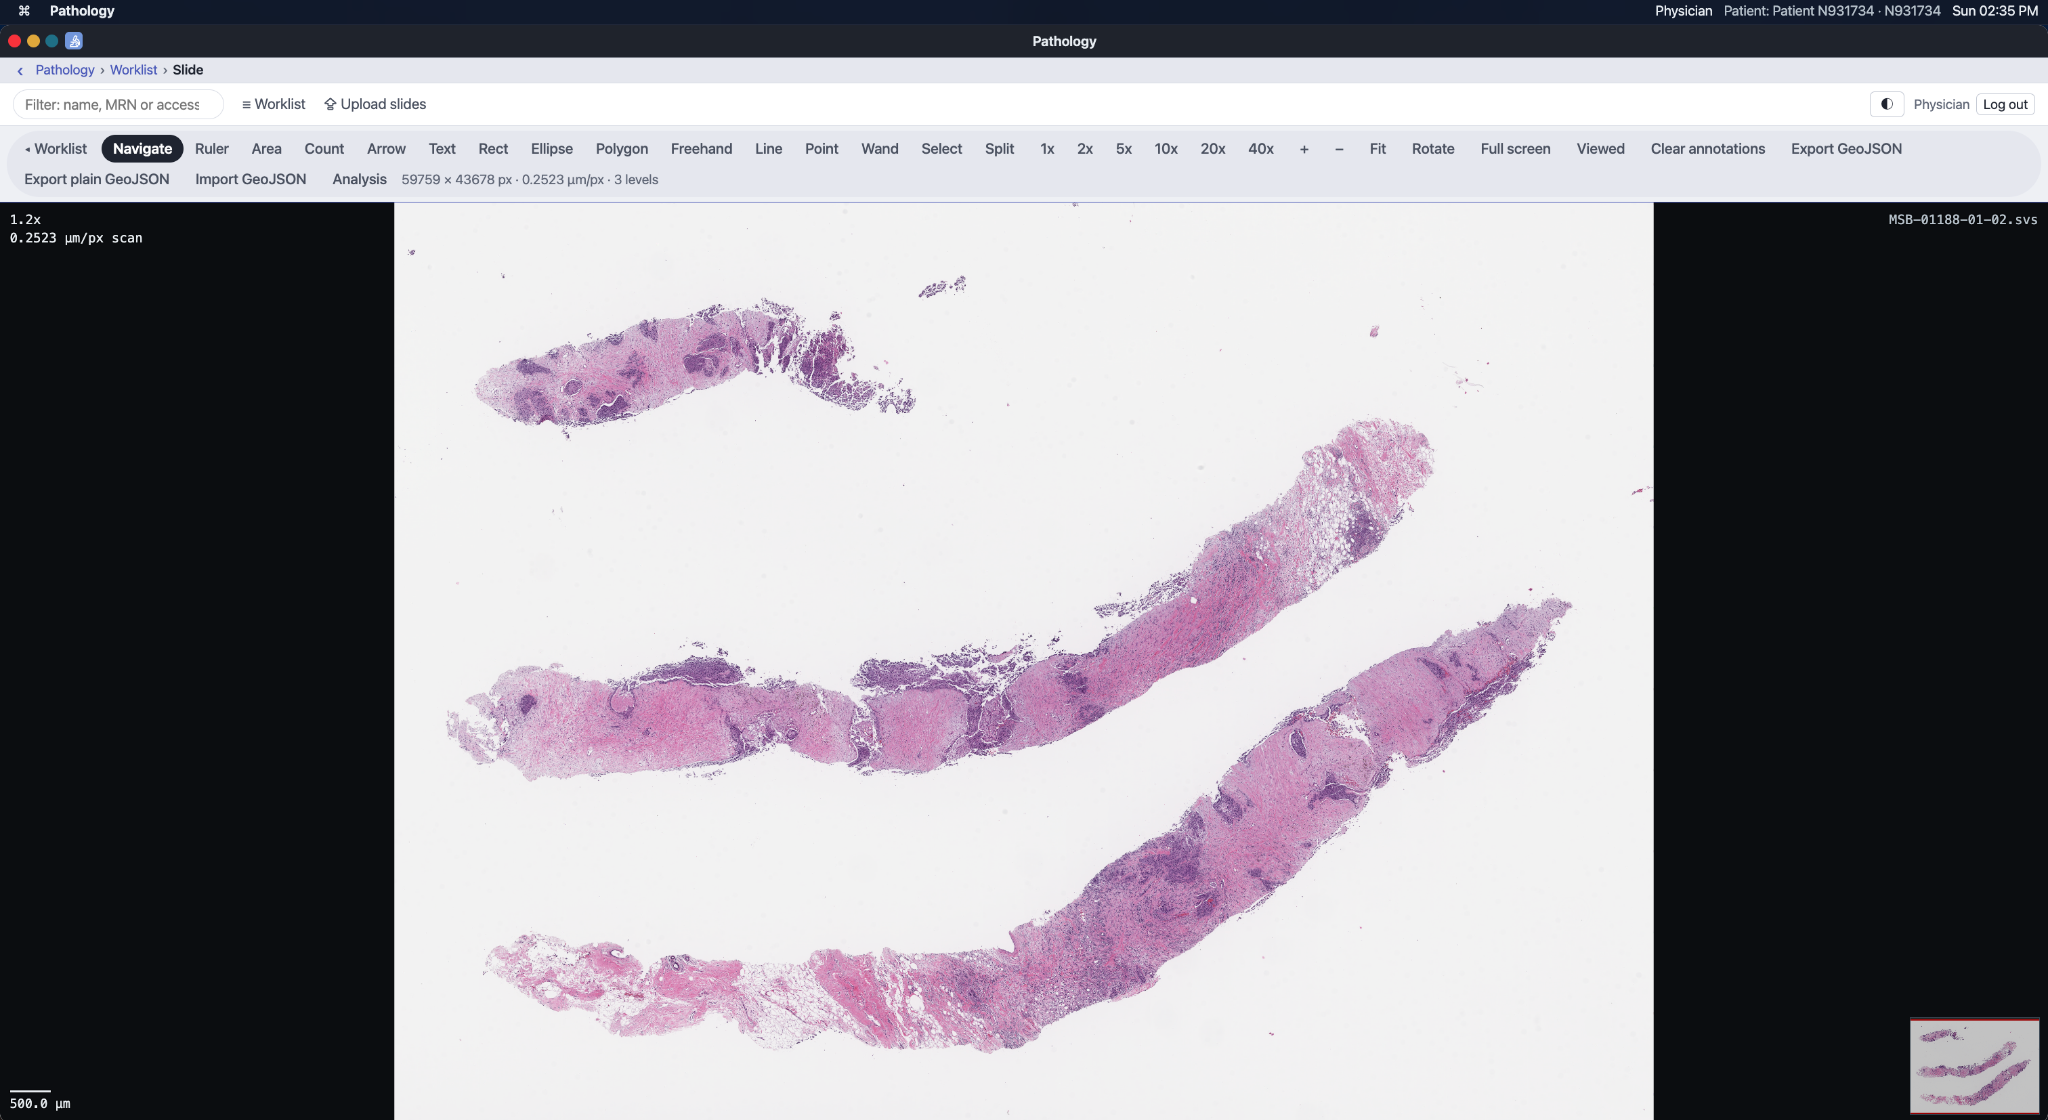 ⌘ Pathology Physician Patient: Patient N931734 · N931734 Sun 02:35 PM
Pathology
‹ Pathology › Worklist › Slide
Filter: name, MRN or access ≡ Worklist Upload slides Physician Log out
◂ Worklist Navigate Ruler Area Count Arrow Text Rect Ellipse Polygon Freehand Line Point Wand Select Split 1x 2x 5x 10x 20x 40x + − Fit Rotate Full screen Viewed Clear annotations Export GeoJSON
Export plain GeoJSON Import GeoJSON Analysis 59759 × 43678 px · 0.2523 µm/px · 3 levels
1.2x MSB-01188-01-02.svs
0.2523 µm/px scan
500.0 µm